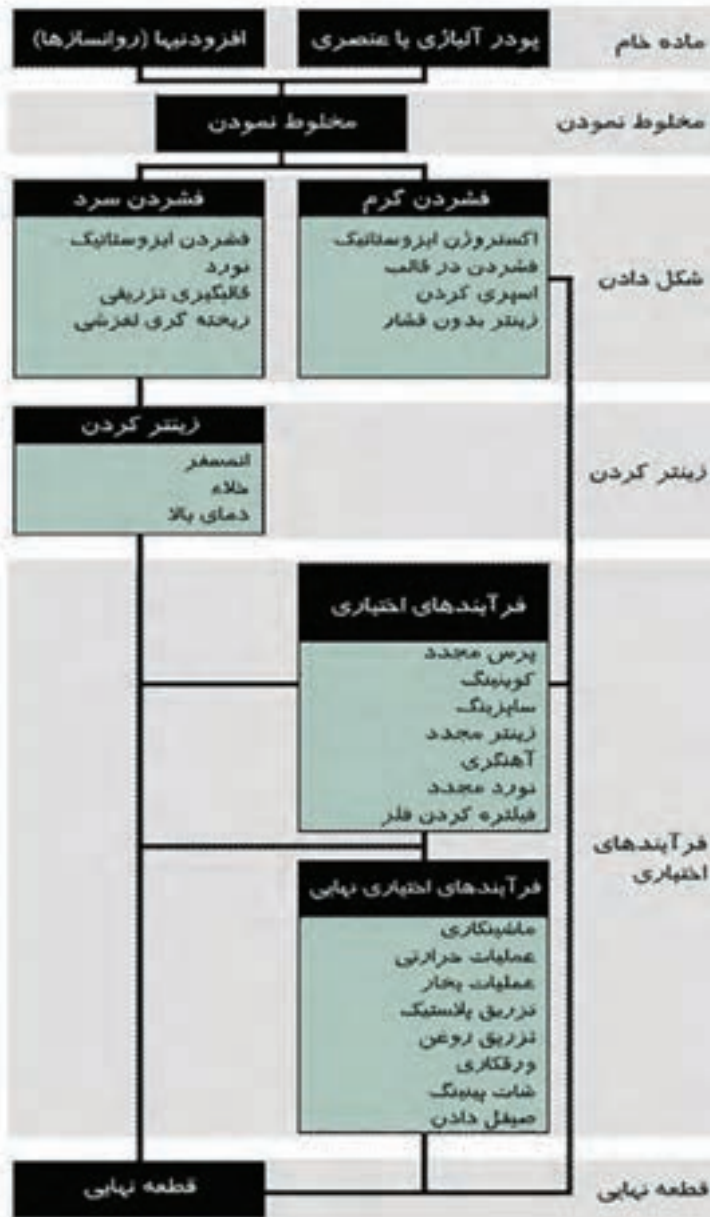 ماده خام
پودر آلیاژی یا عنصری
افزودنیها (روانسازها)
مخلوط نمودن
مخلوط نمودن
شکل دادن
فشردن گرم
اکستروژن ایزوستاتیک
فشردن در قالب
اسپری کردن
زینتر بدون فشار
فشردن سرد
فشردن ایزوستاتیک
نورد
قالبگیری تزریقی
ریخته گری لغزشی
زینتر کردن
زینتر کردن
اتمسفر
خلاء
دمای بالا
فرآیندهای
اختیاری
فرآیندهای اختیاری
پرس مجدد
کوینینگ
سایزینگ
زینتر مجدد
آهنگری
نورد مجدد
فیلتره کردن فلز
فرآیندهای اختیاری نهایی
ماشینکاری
عملیات حرارتی
عملیات بخار
تزریق پلاستیک
تزریق روغن
ورقکاری
شات پینینگ
صیقل دادن
قطعه نهایی
قطعه نهایی